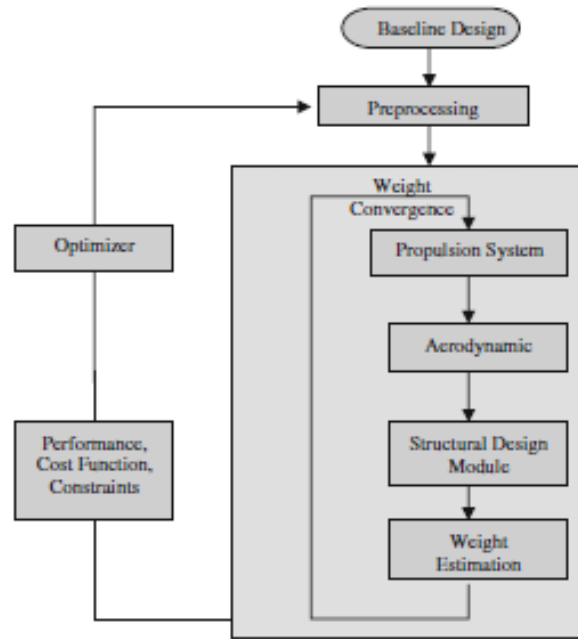 Baseline Design
Preprocessing
Weight
Convergence
Optimizer
Propulsion System
Aerodynamic
Performance,
Cost Function,
Constraints
Structural Design
Module
Weight
Estimation